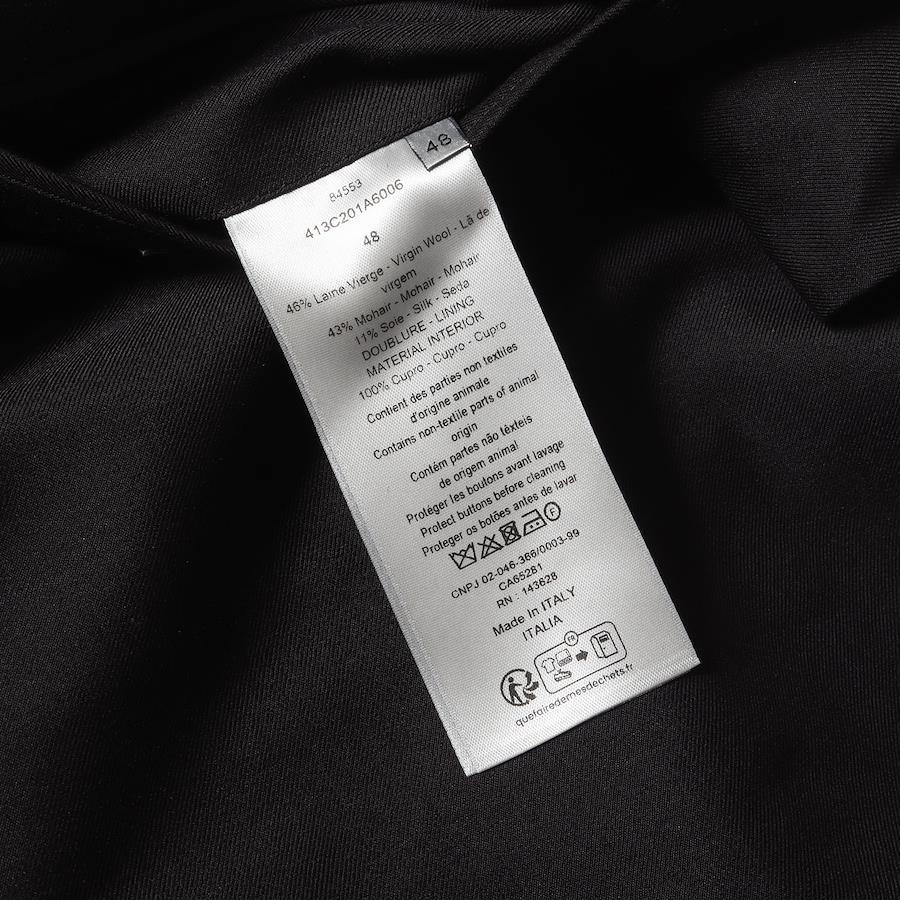 48
84553
413C201A6006
48
46% Laine Vierge - Virgin Wool - Lã de
virgem
43% Mohair - Mohair - Mohair
11% Soie - Silk - Seda
DOUBLURE - LINING
MATERIAL INTERIOR
100% Cupro - Cupro - Cupro
Contient des parties non textiles
d'origine animale
Contains non-textile parts of animal
origin
Contém partes não têxteis
de origem animal
Protéger les boutons avant lavage
Protect buttons before cleaning
Proteger os botões antes de lavar
F
CNPJ 02-046-366/0003-99
CA65281
RN : 143628
Made In ITALY
ITALIA
FR
quefairedemesdechets.fr